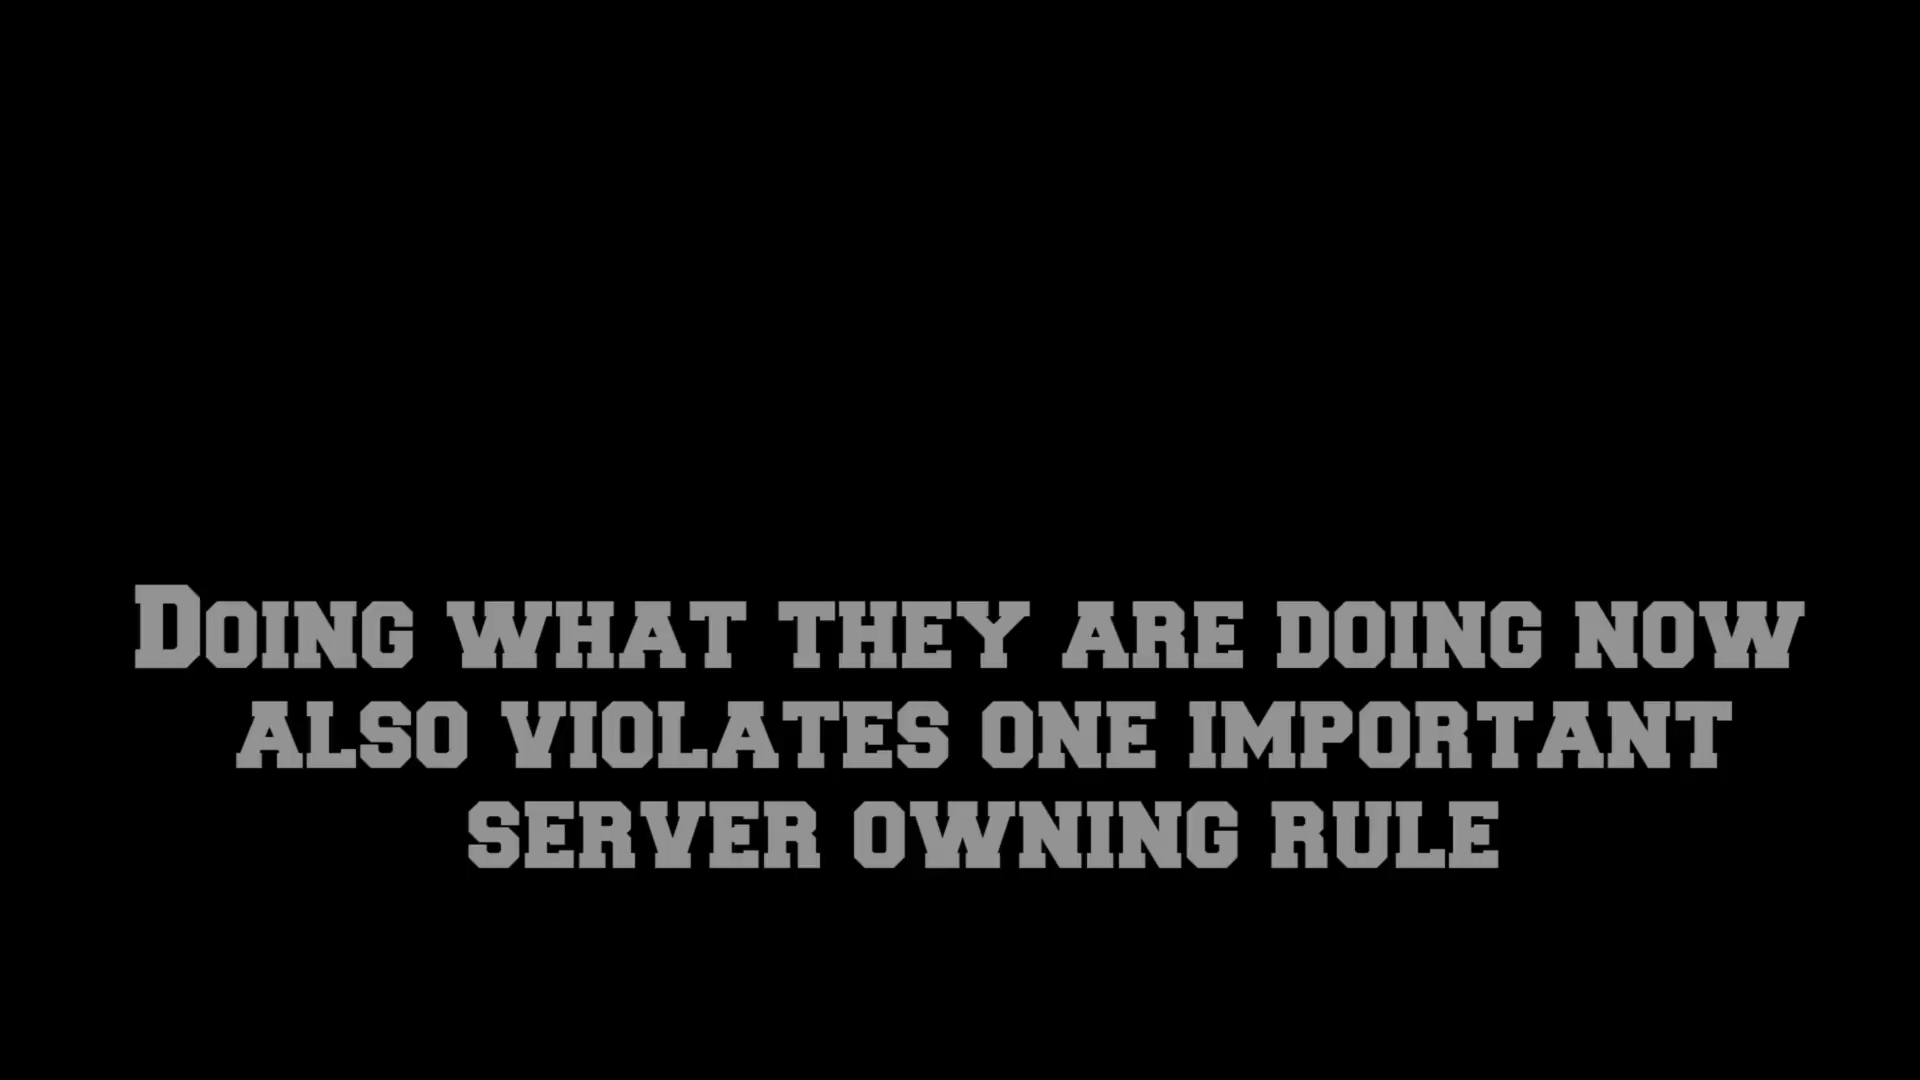 Doing what they are doing now
also violates one important
server owning rule